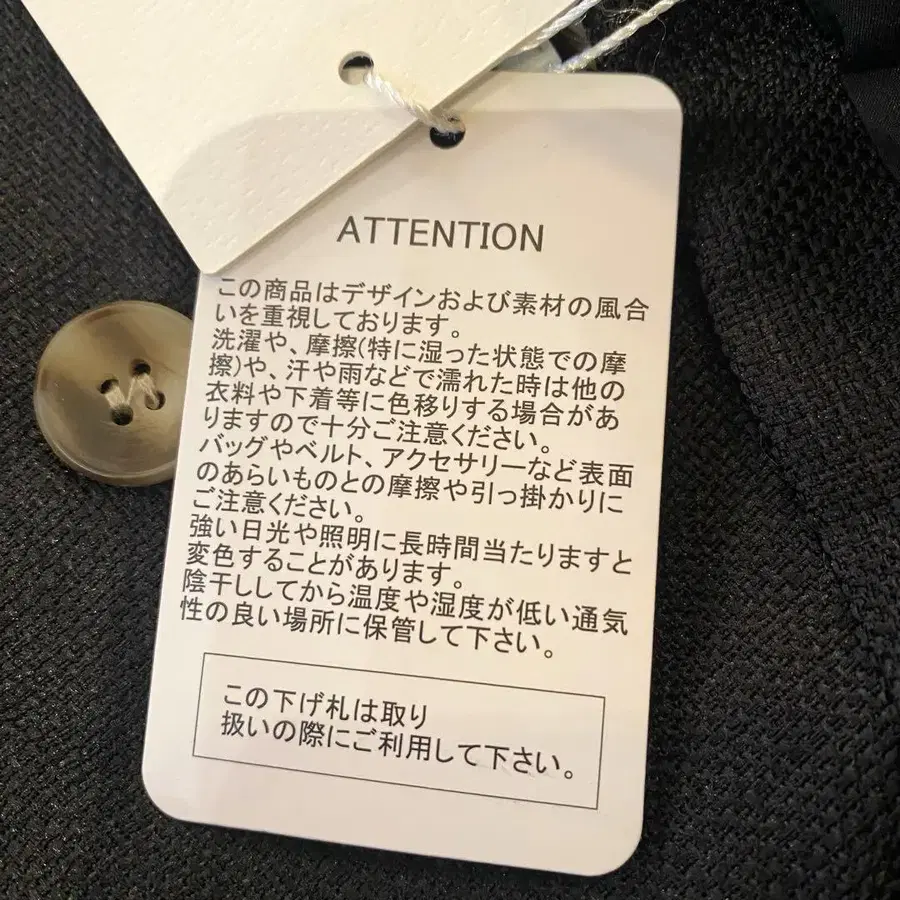 ATTENTION
この商品はデザインおよび素材の風合
いを重視しております。
洗濯や、摩擦(特に湿った状態での摩
擦)や、汗や雨などで濡れた時は他の
衣料や下着等に色移りする場合があ
りますので十分ご注意ください。
バッグやベルト、アクセサリーなど表面
のあらいものとの摩擦や引っ掛かりに
ご注意ください。
強い日光や照明に長時間当たりますと
変色することがあります。
陰干ししてから温度や湿度が低い通気
性の良い場所に保管して下さい。
この下げ札は取り
扱いの際にご利用して下さい。